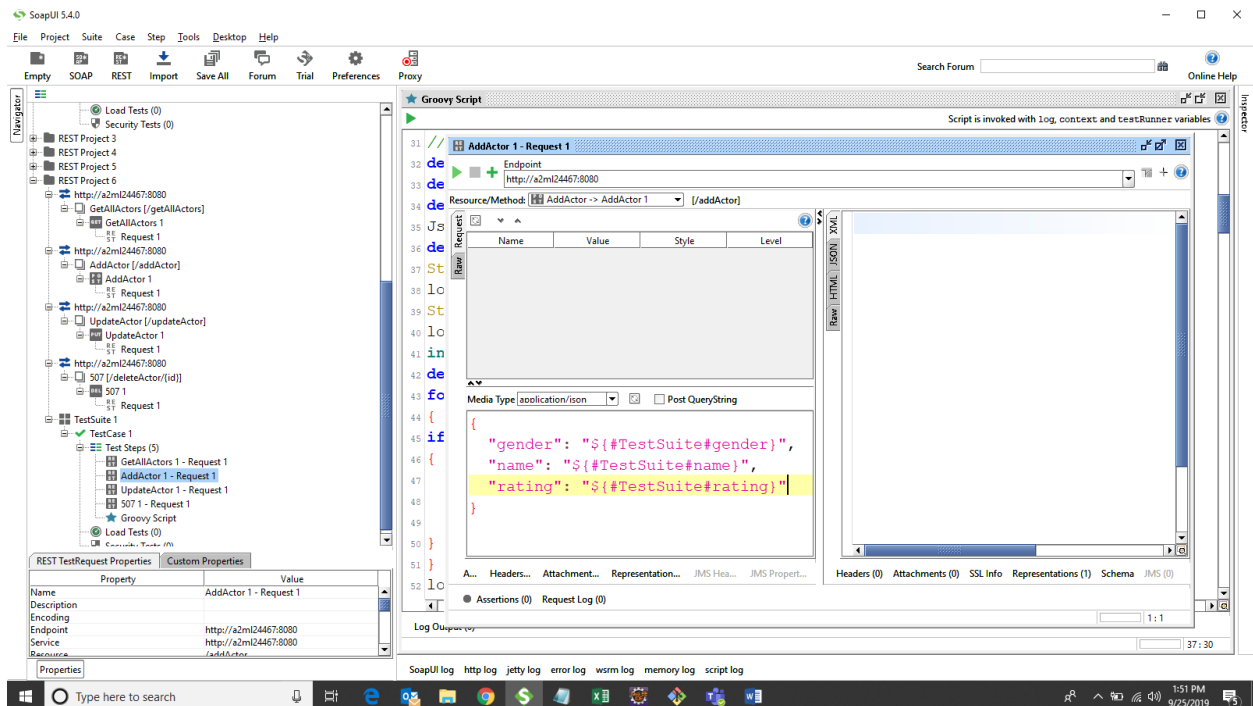 SoapUI 5.4.0
File Project Suite Case Step Tools Desktop Help
Empty SOAP REST Import Save All Forum Trial Preferences Proxy
Search Forum
Online Help
Navigator
Load Tests (0)
Security Tests (0)
REST Project 3
REST Project 4
REST Project 5
REST Project 6
http://a2ml24467:8080
GetAllActors [/getAllActors]
GET GetAllActors 1
Request 1
http://a2ml24467:8080
AddActor [/addActor]
AddActor 1
Request 1
http://a2ml24467:8080
UpdateActor [/updateActor]
PUT UpdateActor 1
Request 1
http://a2ml24467:8080
507 [/deleteActor/{id}]
DEL 507 1
Request 1
TestSuite 1
TestCase 1
Test Steps (5)
GetAllActors 1 - Request 1
AddActor 1 - Request 1
UpdateActor 1 - Request 1
507 1 - Request 1
Groovy Script
Load Tests (0)
Security Tests (0)
REST TestRequest Properties Custom Properties
Property Value
Name AddActor 1 - Request 1
Description
Encoding
Endpoint http://a2ml24467:8080
Service http://a2ml24467:8080
Resource /addActor
Properties
Groovy Script
Script is invoked with log, context and testRunner variables
Inspector
31 //
32 de
33 de
34 de
35 Js
36 de
37 St
38 lo
39 St
40 lo
41 in
42 de
43 fo
44 {
45 if
46 {
47
48
49
50 }
51 }
52 lo
AddActor 1 - Request 1
Endpoint
http://a2ml24467:8080
Resource/Method: AddActor -> AddActor 1 [/addActor]
Request
Raw
Name Value Style Level
Media Type application/json Post QueryString
{
"gender": "${#TestSuite#gender}",
"name": "${#TestSuite#name}",
"rating": "${#TestSuite#rating}"
}
A... Headers... Attachment... Representation... JMS Hea... JMS Propert...
XML
JSON
HTML
Raw
Headers (0) Attachments (0) SSL Info Representations (1) Schema JMS (0)
Assertions (0) Request Log (0)
1:1
37:30
SoapUI log http log jetty log error log wsrm log memory log script log
Type here to search
1:51 PM
9/25/2019
5